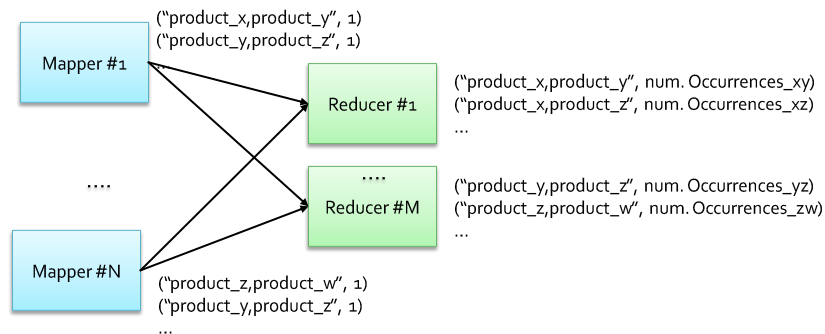 ("product_x,product_y", 1)
("product_y,product_z", 1)
...
Mapper #1
Reducer #1
("product_x,product_y", num. Occurrences_xy)
("product_x,product_z", num. Occurrences_xz)
...
....
....
Reducer #M
("product_y,product_z", num. Occurrences_yz)
("product_z,product_w", num. Occurrences_zw)
...
Mapper #N
("product_z,product_w", 1)
("product_y,product_z", 1)
...